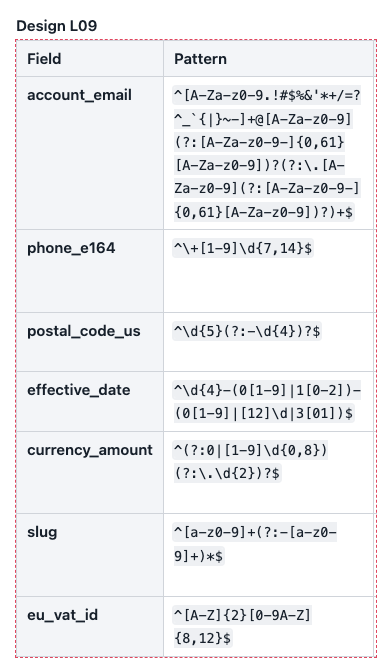 Design L09
Field Pattern
account_email ^[A-Za-z0-9.!#$%&'*+/=?
^_`{|}~-]+@[A-Za-z0-9]
(?:[A-Za-z0-9-]{0,61}
[A-Za-z0-9])?(?:\.[A-
Za-z0-9](?:[A-Za-z0-9-]
{0,61}[A-Za-z0-9])?)+$
phone_e164 ^\+[1-9]\d{7,14}$
postal_code_us ^\d{5}(?:-\d{4})?$
effective_date ^\d{4}-(0[1-9]|1[0-2])-
(0[1-9]|[12]\d|3[01])$
currency_amount ^(?:0|[1-9]\d{0,8})
(?:\.\d{2})?$
slug ^[a-z0-9]+(?:-[a-z0-
9]+)*$
eu_vat_id ^[A-Z]{2}[0-9A-Z]
{8,12}$